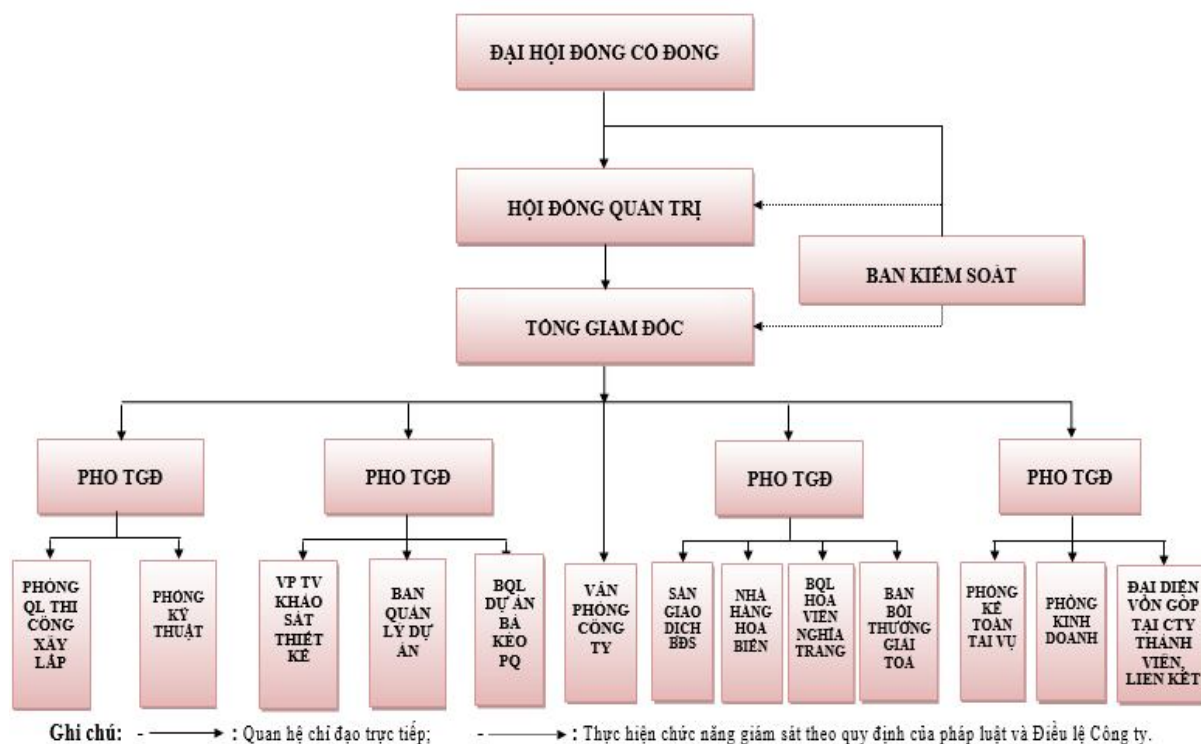 ĐẠI HỘI ĐỒNG CỔ ĐÔNG
HỘI ĐỒNG QUẢN TRỊ
BAN KIỂM SOÁT
TỔNG GIÁM ĐỐC
PHÓ TGĐ
PHÓ TGĐ
PHÓ TGĐ
PHÓ TGĐ
PHÒNG
QL THI
CÔNG
XÂY
LẮP
PHÒNG
KỸ
THUẬT
VP TV
KHẢO
SÁT
THIẾT
KẾ
BAN
QUẢN
LÝ DỰ
ÁN
BQL
DỰ ÁN
BÀ
KÈO
PQ
VĂN
PHÒNG
CÔNG
TY
SÀN
GIAO
DỊCH
BĐS
NHÀ
HÀNG
HOA
BIỂN
BQL
HOA
VIÊN
NGHĨA
TRANG
BAN
BỒI
THƯỜNG
GIẢI
TỎA
PHÒNG
KẾ
TOÁN
TÀI VỤ
PHÒNG
KINH
DOANH
ĐẠI DIỆN
VỐN GÓP
TẠI CTY
THÀNH
VIÊN,
LIÊN KẾT
Ghi chú: - : Quan hệ chỉ đạo trực tiếp; - : Thực hiện chức năng giám sát theo quy định của pháp luật và Điều lệ Công ty.